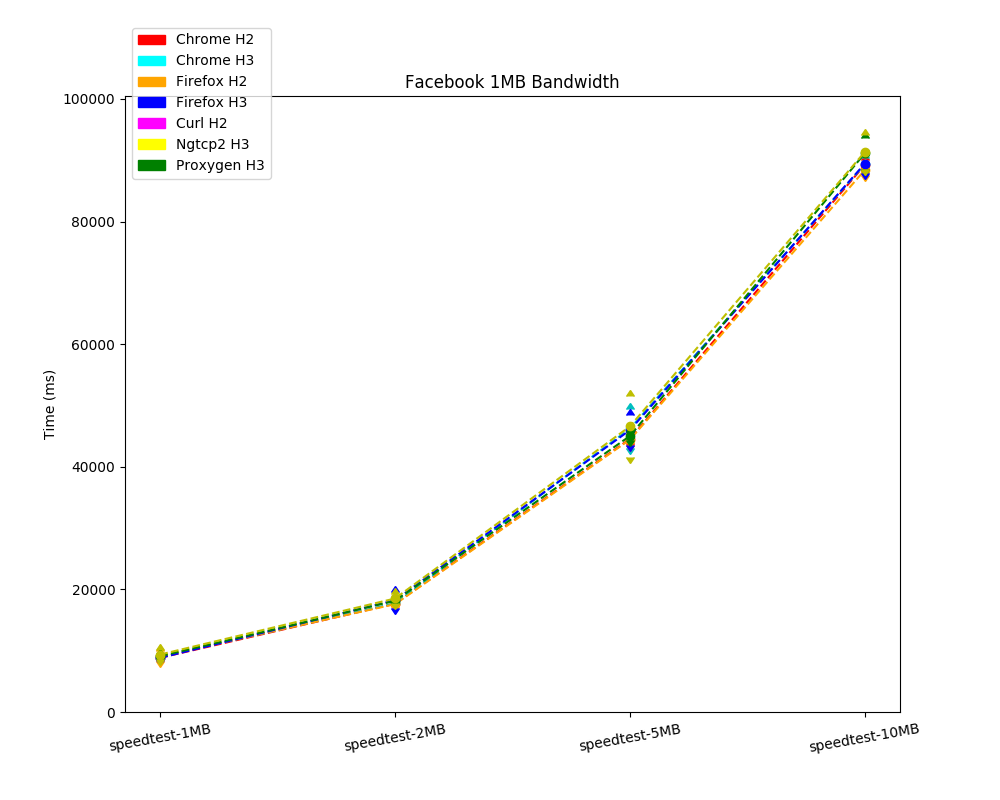 Chrome H2
Chrome H3
Firefox H2
Firefox H3
Curl H2
Ngtcp2 H3
Proxygen H3
Facebook 1MB Bandwidth
100000
80000
60000
40000
20000
0
Time (ms)
speedtest-1MB
speedtest-2MB
speedtest-5MB
speedtest-10MB